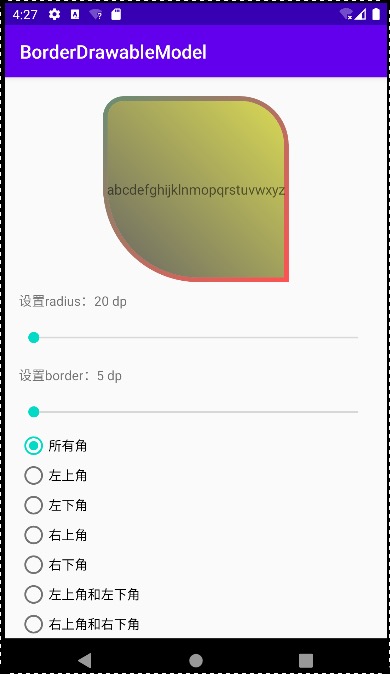 4:27
BorderDrawableModel
abcdefghijklnmopqrstuvwxyz
设置radius：20 dp
设置border：5 dp
所有角
左上角
左下角
右上角
右下角
左上角和左下角
右上角和右下角